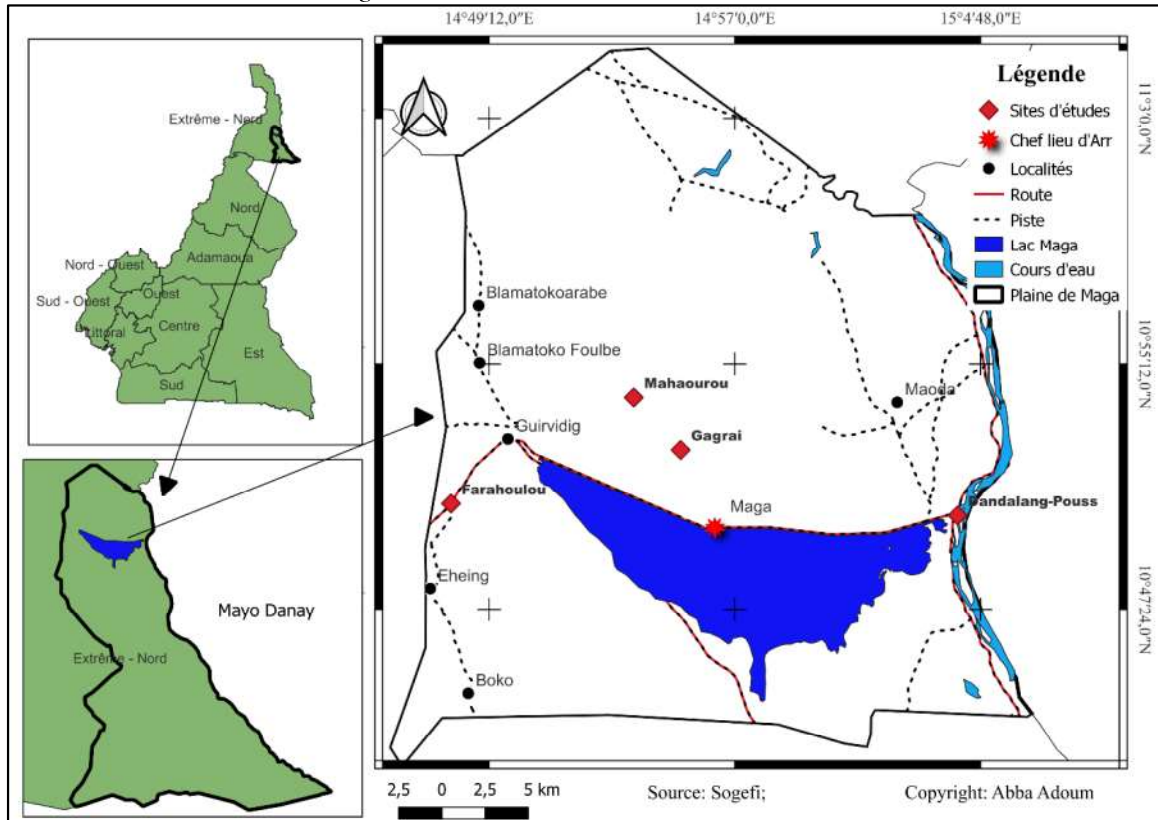 14°49'12,0"E
14°57'0,0"E
15°4'48,0"E
Extrême - Nord
Nord
Adamaoua
Nord - Ouest
Ouest
Sud - Ouest
Littoral
Centre
Est
Sud
Mayo Danay
Extrême - Nord
Légende
Sites d'études
Chef lieu d'Arr
Localités
Route
Piste
Lac Maga
Cours d'eau
Plaine de Maga
11°3'0,0"N
10°55'12,0"N
10°47'24,0"N
Blamatokoarabe
Blamatoko Foulbe
Mahaourou
Maoda
Guirvidig
Gagrai
Farahoulou
Maga
Dandalang-Pouss
Eheing
Boko
2,5 0 2,5 5 km
Source: Sogefi;
Copyright: Abba Adoum